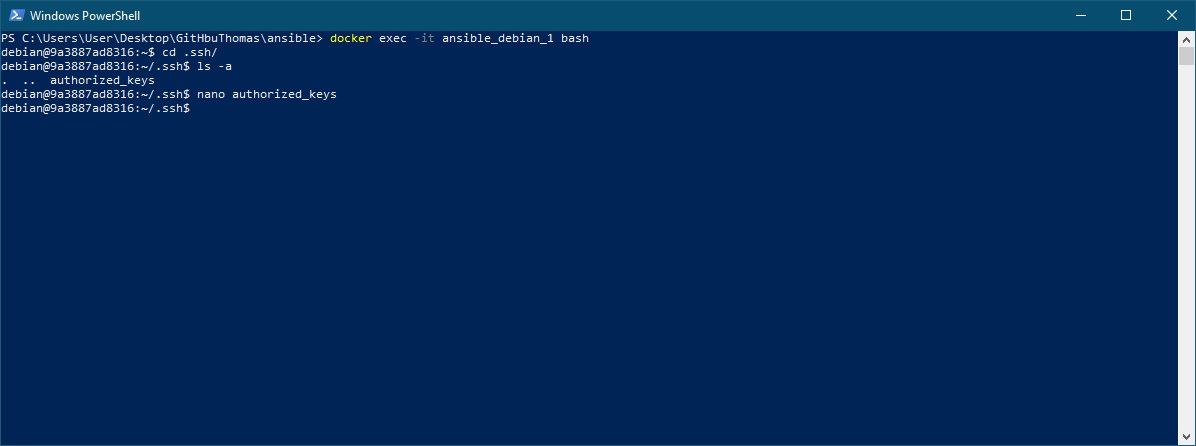 Windows PowerShell
PS C:\Users\User\Desktop\GitHbuThomas\ansible> docker exec -it ansible_debian_1 bash
debian@9a3887ad8316:~$ cd .ssh/
debian@9a3887ad8316:~/.ssh$ ls -a
.  ..  authorized_keys
debian@9a3887ad8316:~/.ssh$ nano authorized_keys
debian@9a3887ad8316:~/.ssh$